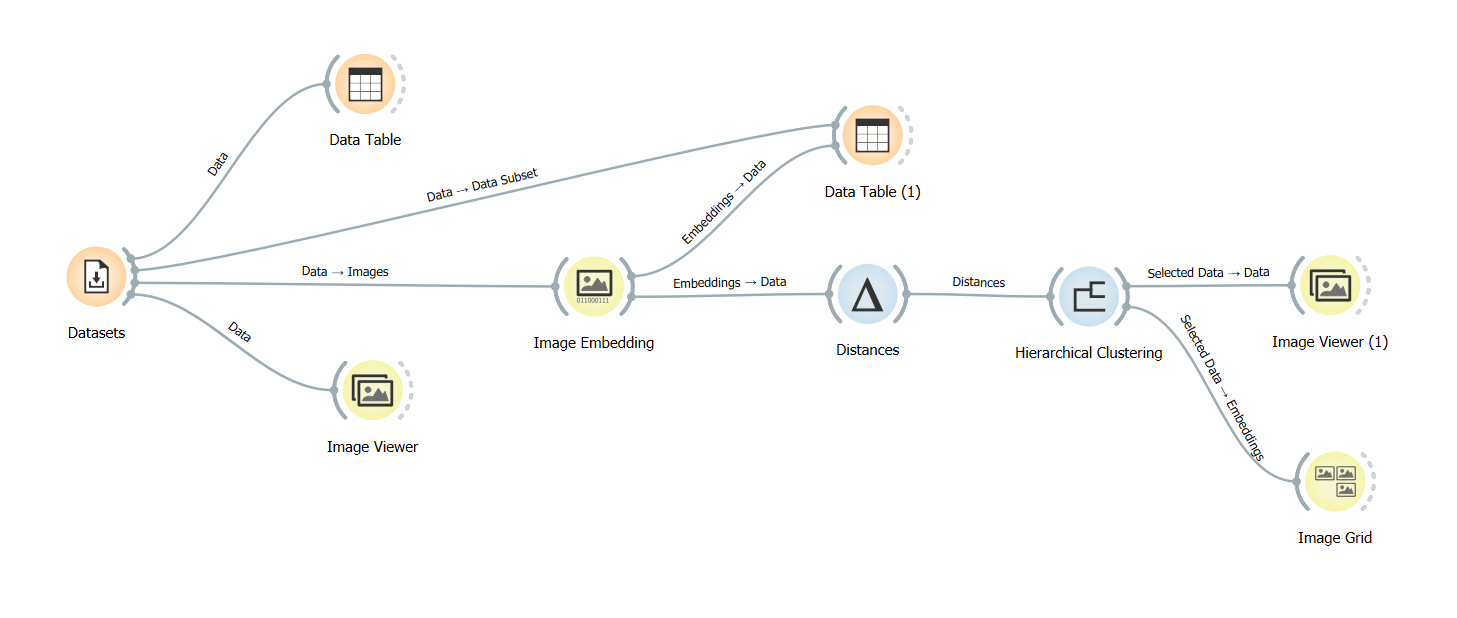 Data Table
Data
Data → Data Subset
Embeddings → Data
Data Table (1)
Datasets
Data → Images
Image Embedding
011000111
Embeddings → Data
Distances
Distances
Hierarchical Clustering
Selected Data → Data
Image Viewer (1)
Data
Image Viewer
Selected Data → Embeddings
Image Grid